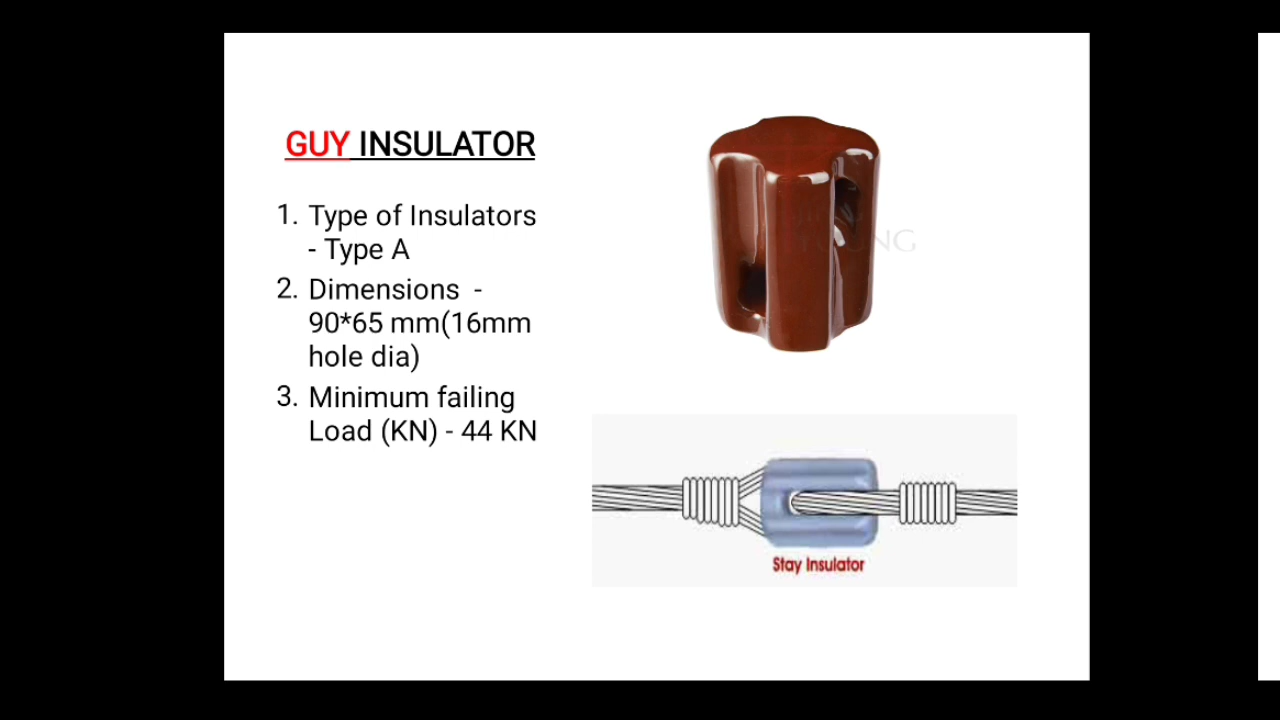 GUY INSULATOR
1. Type of Insulators
- Type A
2. Dimensions -
90*65 mm(16mm
hole dia)
3. Minimum failing
Load (KN) - 44 KN
Stay Insulator